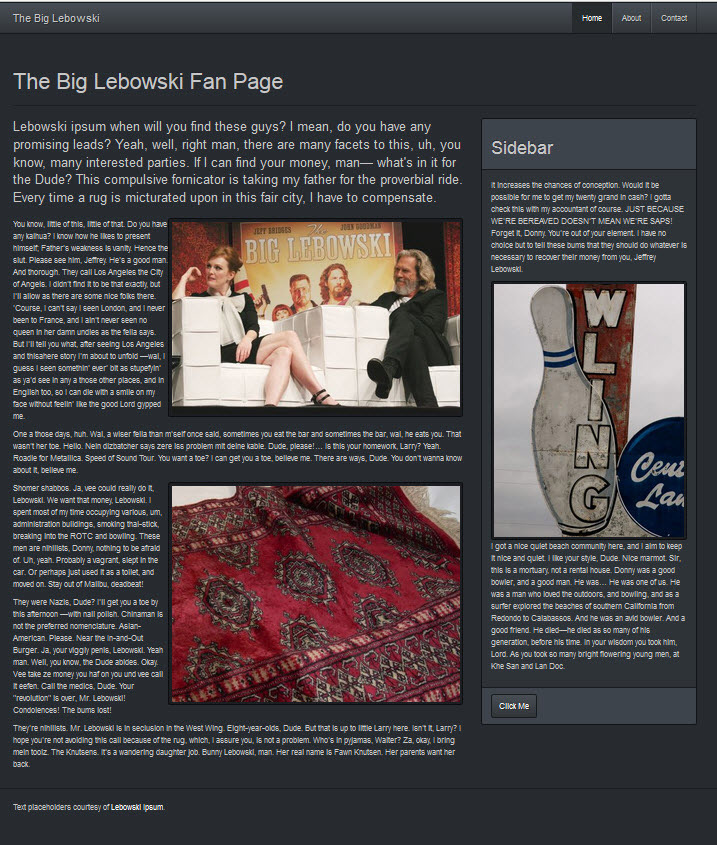 The Big Lebowski
Home About Contact
The Big Lebowski Fan Page
Lebowski ipsum when will you find these guys? I mean, do you have any
promising leads? Yeah, well, right man, there are many facets to this, uh, you
know, many interested parties. If I can find your money, man— what's in it for
the Dude? This compulsive fornicator is taking my father for the proverbial ride.
Every time a rug is micturated upon in this fair city, I have to compensate.
You know, little of this, little of that. Do you have
any kalhua? I know how he likes to present
himself; Father's weakness is vanity. Hence the
slut. Please see him, Jeffrey. He's a good man.
And thorough. They call Los Angeles the City
of Angels. I didn't find it to be that exactly, but
I'll allow as there are some nice folks there.
'Course, I can't say I seen London, and I never
been to France, and I ain't never seen no
queen in her damn undies as the fella says.
But I'll tell you what, after seeing Los Angeles
and thisahere story I'm about to unfold —wal, I
guess I seen somethin' ever' bit as stupefyin'
as ya'd see in any a those other places, and in
English too, so I can die with a smile on my
face without feelin' like the good Lord gypped
me.
JEFF BRIDGES The JOHN GOODMAN
BIG LEBOWSKI
One a those days, huh. Wal, a wiser fella than m'self once said, sometimes you eat the bar and sometimes the bar, wal, he eats you. That
wasn't her toe. Hello. Nein dizbatcher says zere iss problem mit deine kable. Dude, please!… Is this your homework, Larry? Yeah.
Roadie for Metallica. Speed of Sound Tour. You want a toe? I can get you a toe, believe me. There are ways, Dude. You don't wanna know
about it, believe me.
Shomer shabbos. Ja, vee could really do it,
Lebowski. We want that money, Lebowski. I
spent most of my time occupying various, um,
administration buildings, smoking thai-stick,
breaking into the ROTC and bowling. These
men are nihilists, Donny, nothing to be afraid
of. Uh, yeah. Probably a vagrant, slept in the
car. Or perhaps just used it as a toilet, and
moved on. Stay out of Malibu, deadbeat!
They were Nazis, Dude? I'll get you a toe by
this afternoon —with nail polish. Chinaman is
not the preferred nomenclature. Asian-
American. Please. Near the In-and-Out
Burger. Ja, your viggly penis, Lebowski. Yeah
man. Well, you know, the Dude abides. Okay.
Vee take ze money you haf on you und vee call
it eefen. Call the medics, Dude. Your
"revolution" is over, Mr. Lebowski!
Condolences! The bums lost!
They're nihilists. Mr. Lebowski is in seclusion in the West Wing. Eight-year-olds, Dude. But that is up to little Larry here. Isn't it, Larry? I
hope you're not avoiding this call because of the rug, which, I assure you, is not a problem. Who's in pyjamas, Walter? Za, okay, I bring
mein toolz. The Knutsens. It's a wandering daughter job. Bunny Lebowski, man. Her real name is Fawn Knutsen. Her parents want her
back.
Sidebar
It increases the chances of conception. Would it be
possible for me to get my twenty grand in cash? I gotta
check this with my accountant of course. JUST BECAUSE
WE'RE BEREAVED DOESN'T MEAN WE'RE SAPS!
Forget it, Donny. You're out of your element. I have no
choice but to tell these bums that they should do whatever is
necessary to recover their money from you, Jeffrey
Lebowski.
WLING
Cent
Lan
I got a nice quiet beach community here, and I aim to keep
it nice and quiet. I like your style, Dude. Nice marmot. Sir,
this is a mortuary, not a rental house. Donny was a good
bowler, and a good man. He was… He was one of us. He
was a man who loved the outdoors, and bowling, and as a
surfer explored the beaches of southern California from
Redondo to Calabassos. And he was an avid bowler. And a
good friend. He died—he died as so many of his
generation, before his time. In your wisdom you took him,
Lord. As you took so many bright flowering young men, at
Khe San and Lan Doc.
Click Me
Text placeholders courtesy of Lebowski Ipsum.